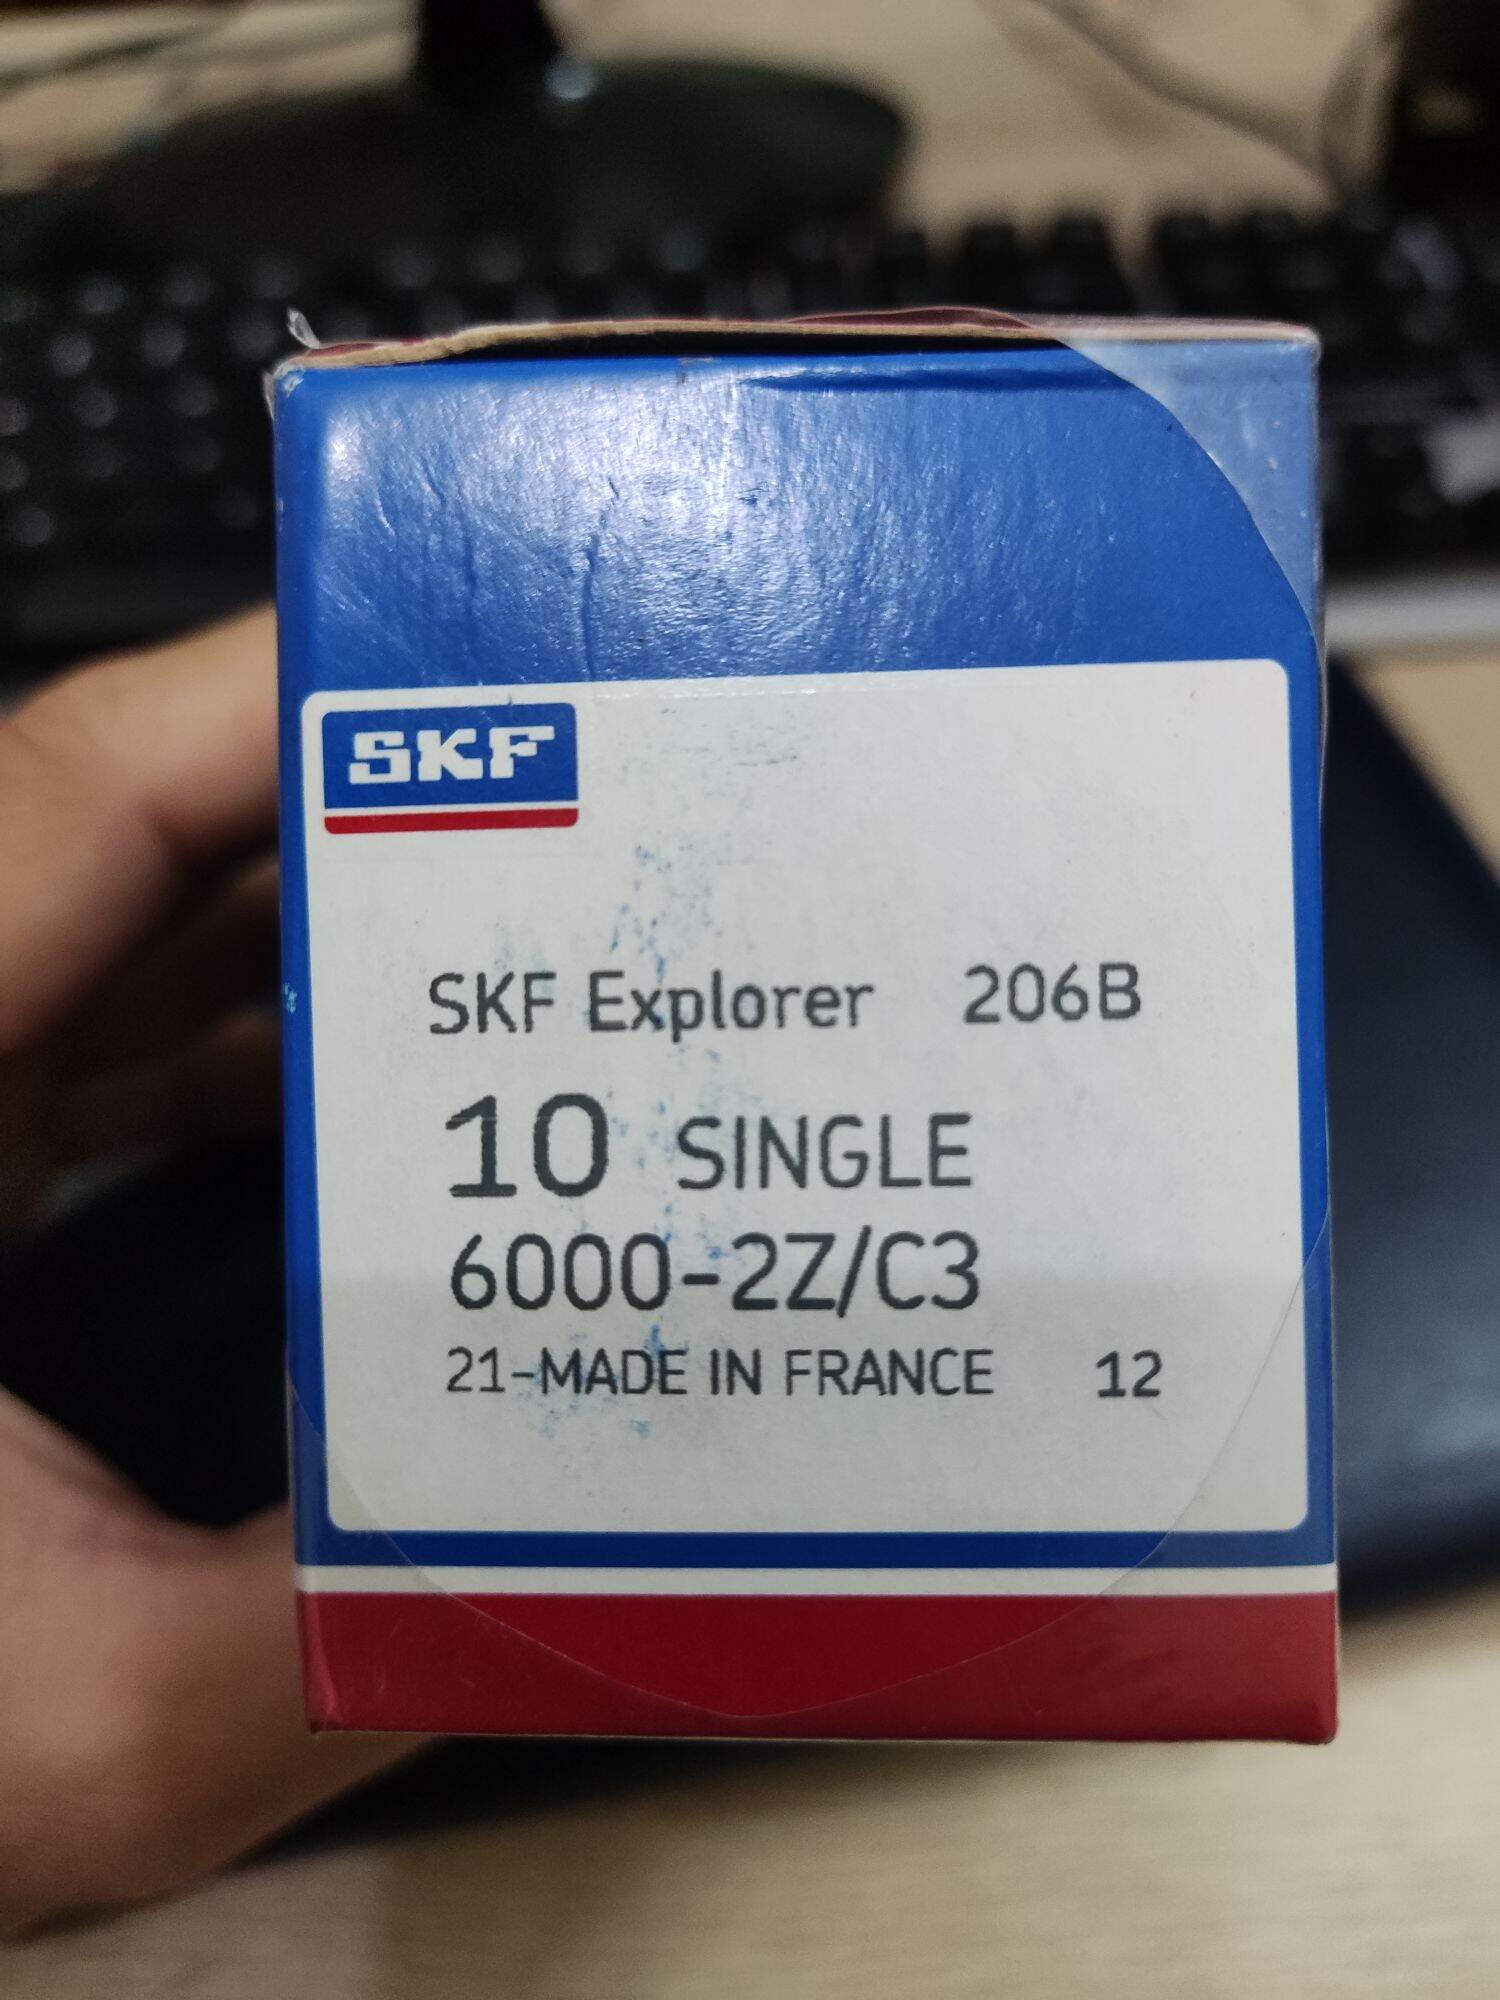 SKF
SKF Explorer 206B
10 SINGLE
6000-2Z/C3
21-MADE IN FRANCE 12